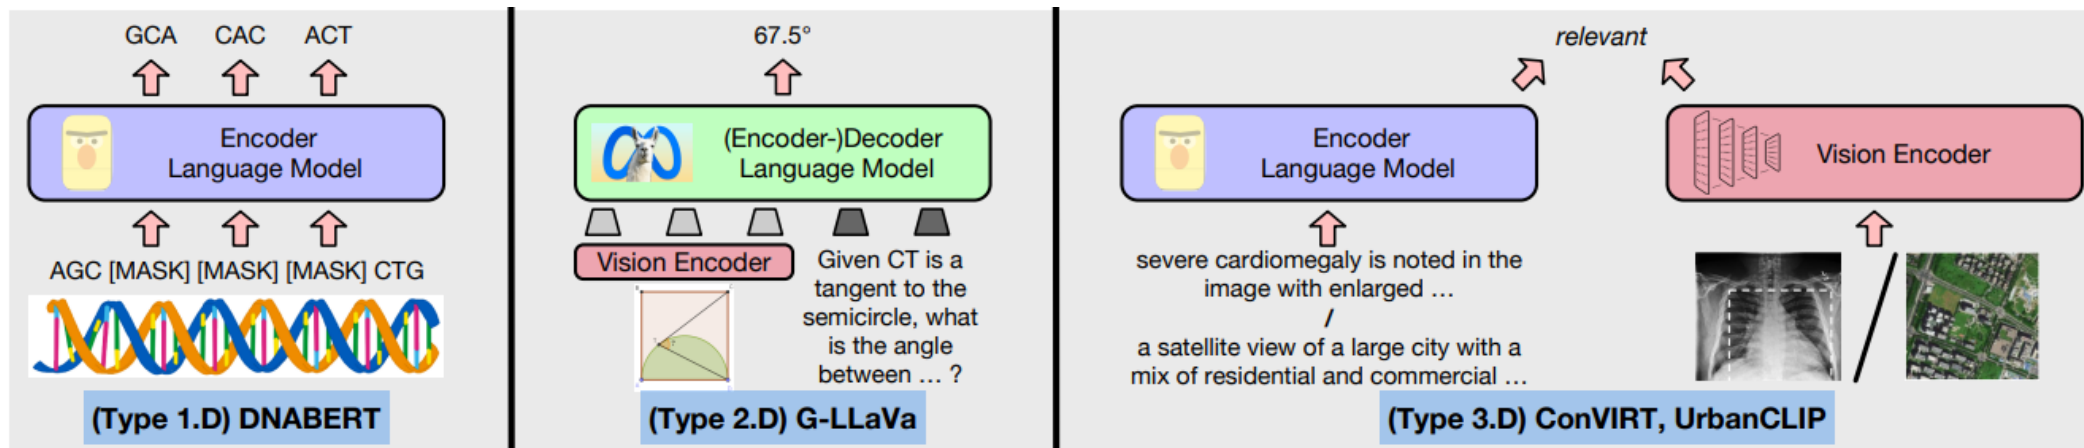 GCA CAC ACT
Encoder
Language Model
AGC [MASK] [MASK] [MASK] CTG
(Type 1.D) DNABERT
67.5°
(Encoder-)Decoder
Language Model
Vision Encoder
Given CT is a
tangent to the
semicircle, what
is the angle
between ... ?
(Type 2.D) G-LLaVa
relevant
Encoder
Language Model
Vision Encoder
severe cardiomegaly is noted in the
image with enlarged ...
/
a satellite view of a large city with a
mix of residential and commercial ...
(Type 3.D) ConVIRT, UrbanCLIP